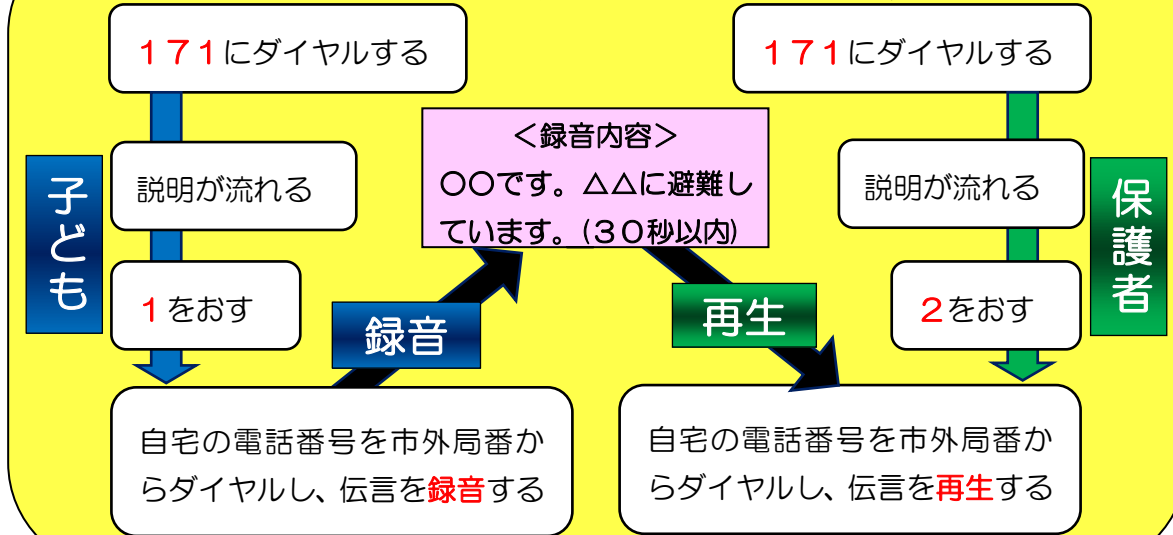 １７１にダイヤルする
説明が流れる
子ども
１をおす
自宅の電話番号を市外局番か
らダイヤルし、伝言を録音する
録音
＜録音内容＞
〇〇です。△△に避難し
ています。（３０秒以内）
再生
１７１にダイヤルする
説明が流れる
保護者
２をおす
自宅の電話番号を市外局番か
らダイヤルし、伝言を再生する